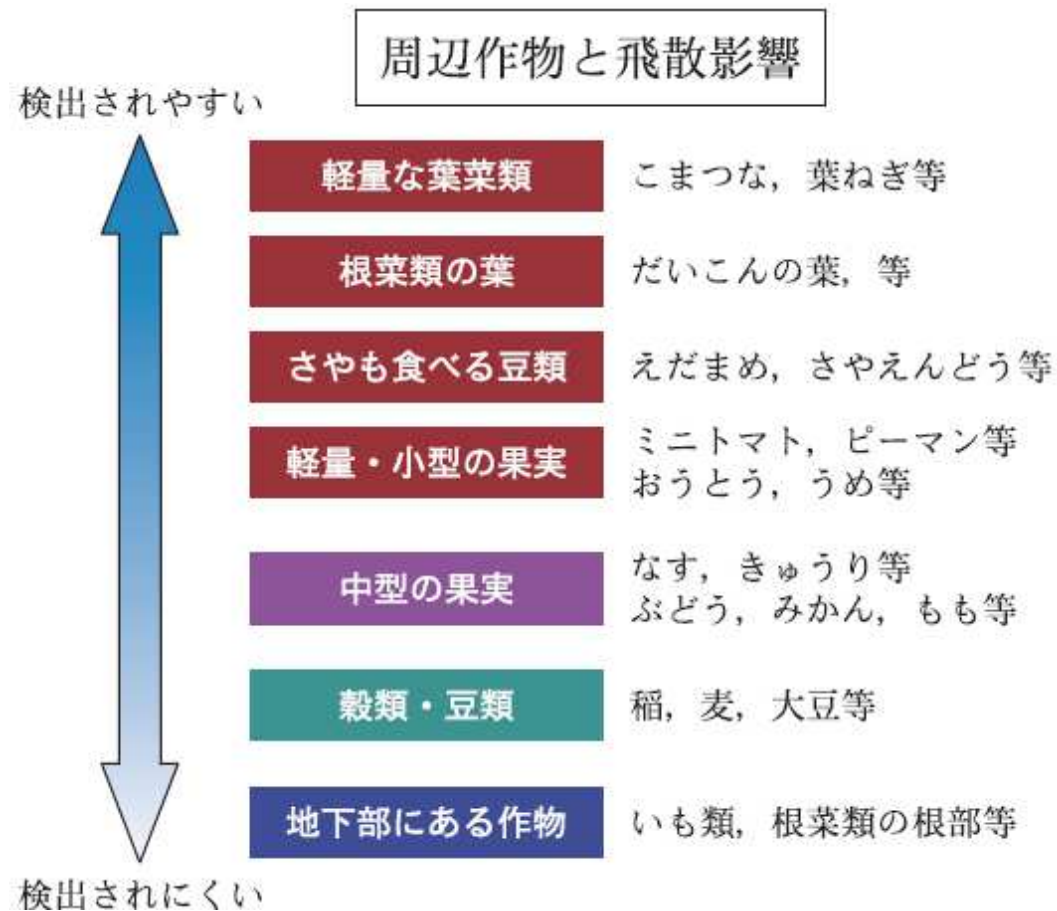 周辺作物と飛散影響
検出されやすい
軽量な葉菜類
こまつな，葉ねぎ等
根菜類の葉
だいこんの葉，等
さやも食べる豆類
えだまめ，さやえんどう等
軽量・小型の果実
ミニトマト，ピーマン等
おうとう，うめ等
中型の果実
なす，きゅうり等
ぶどう，みかん，もも等
穀類・豆類
稲，麦，大豆等
地下部にある作物
いも類，根菜類の根部等
検出されにくい